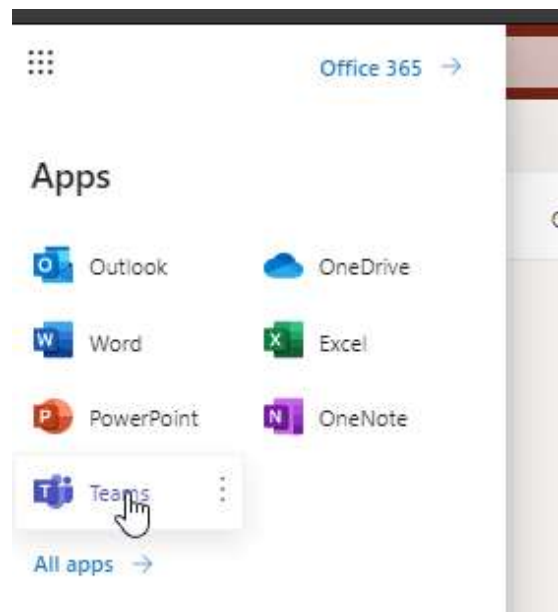 Office 365 →
Apps
Outlook OneDrive
Word Excel
PowerPoint OneNote
Teams
All apps →